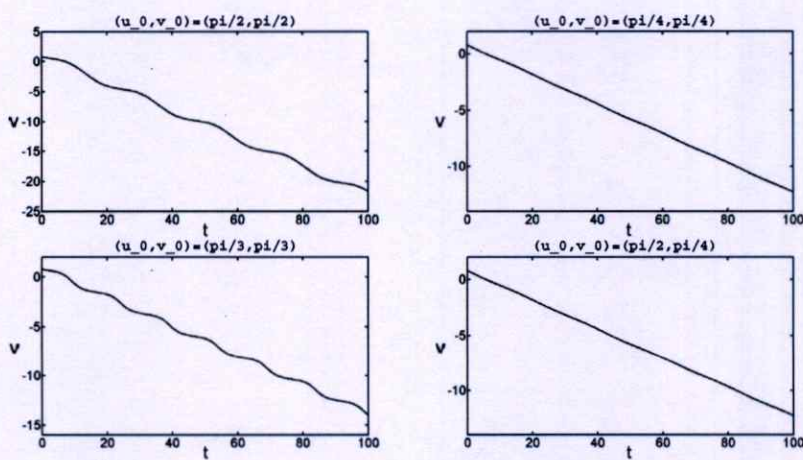 (u_0,v_0)=(pi/2,pi/2)
5
0
-5
v -10
-15
-20
-25
0 20 40 60 80 100
t
(u_0,v_0)=(pi/4,pi/4)
0
-5
v
-10
0 20 40 60 80 100
t
(u_0,v_0)=(pi/3,pi/3)
0
-5
v
-10
-15
0 20 40 60 80 100
t
(u_0,v_0)=(pi/2,pi/4)
0
-5
v
-10
0 20 40 60 80 100
t